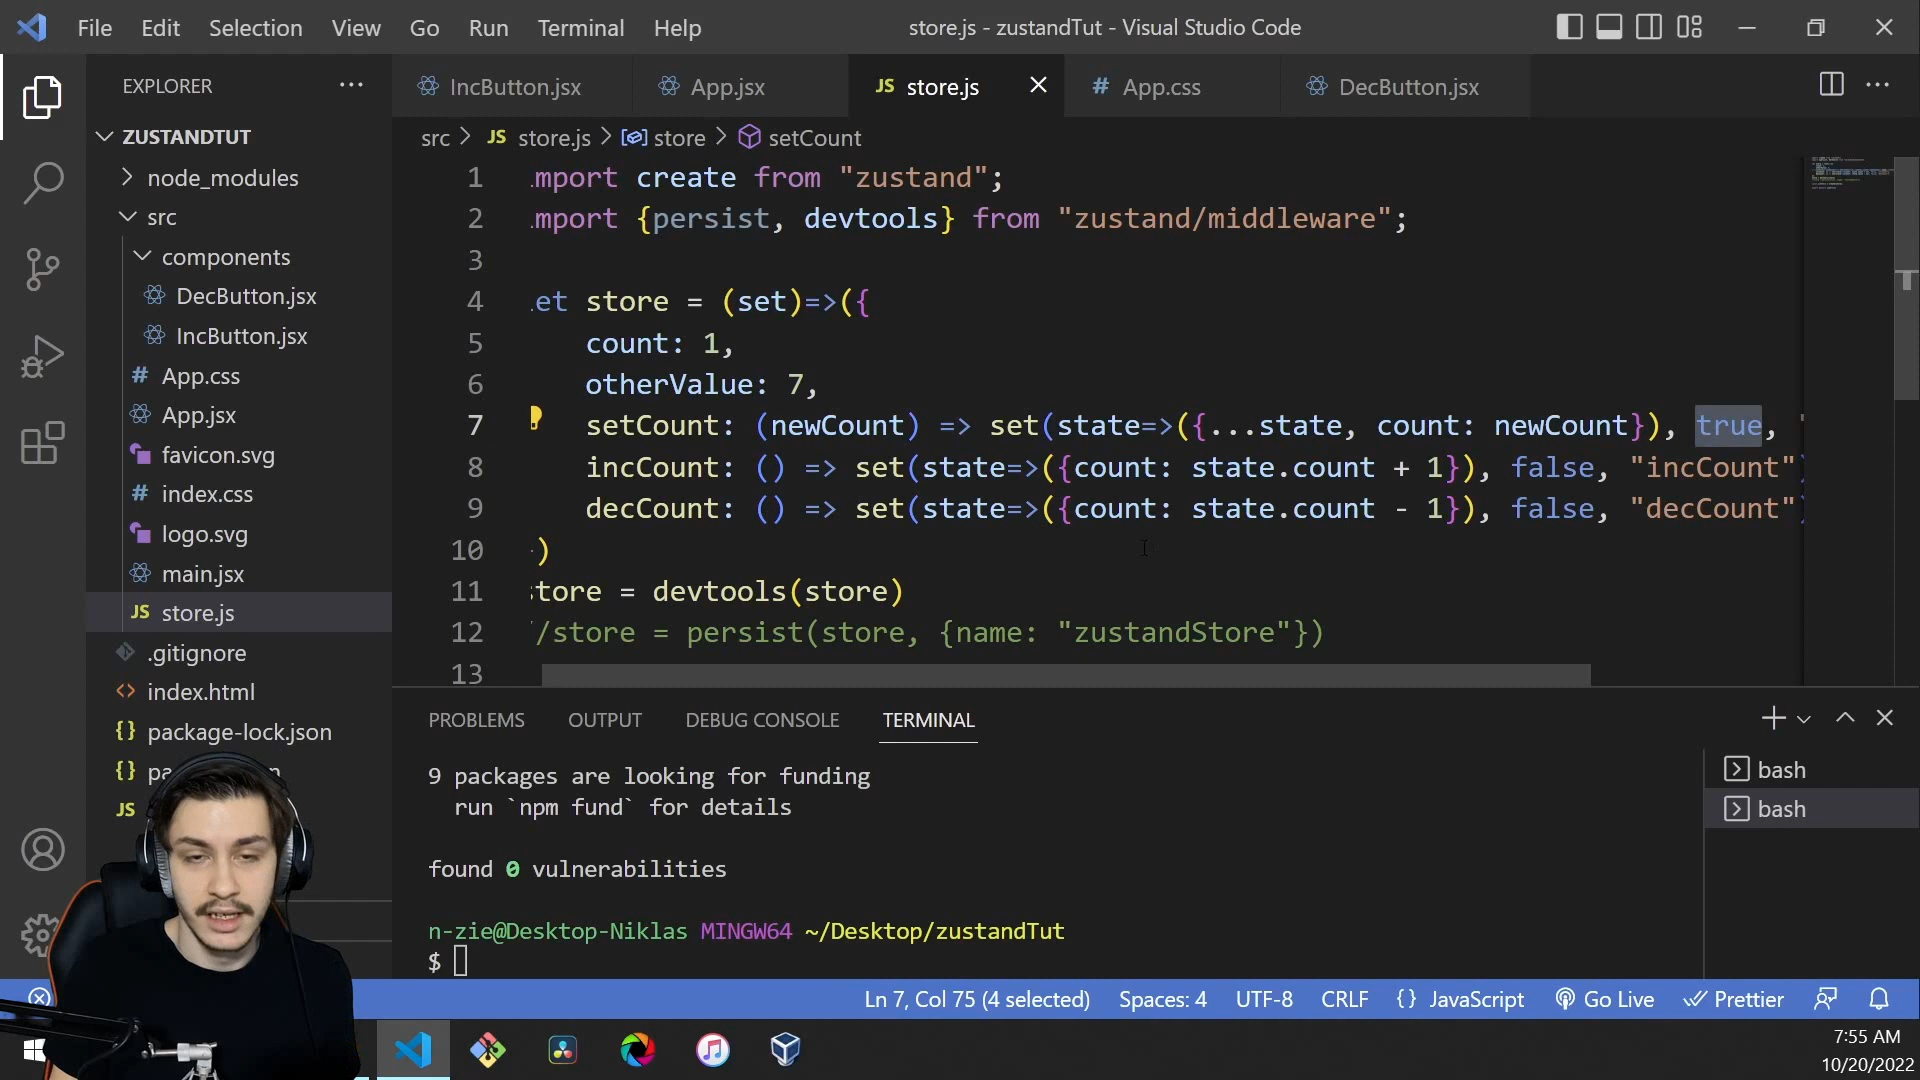 File Edit Selection View Go Run Terminal Help
store.js - zustandTut - Visual Studio Code
EXPLORER
IncButton.jsx
App.jsx
JS store.js
# App.css
DecButton.jsx
ZUSTANDTUT
node_modules
src
components
DecButton.jsx
IncButton.jsx
# App.css
App.jsx
favicon.svg
# index.css
logo.svg
main.jsx
JS store.js
.gitignore
<> index.html
{} package-lock.json
{}
JS
src > JS store.js > store > setCount
1 mport create from "zustand";
2 mport {persist, devtools} from "zustand/middleware";
3
4 et store = (set)=>({
5 count: 1,
6 otherValue: 7,
7 setCount: (newCount) => set(state=>({...state, count: newCount}), true, "
8 incCount: () => set(state=>({count: state.count + 1}), false, "incCount")
9 decCount: () => set(state=>({count: state.count - 1}), false, "decCount")
10 )
11 store = devtools(store)
12 //store = persist(store, {name: "zustandStore"})
13
PROBLEMS OUTPUT DEBUG CONSOLE TERMINAL
9 packages are looking for funding
run `npm fund` for details
found 0 vulnerabilities
n-zie@Desktop-Niklas MINGW64 ~/Desktop/zustandTut
$
bash
bash
Ln 7, Col 75 (4 selected) Spaces: 4 UTF-8 CRLF {} JavaScript Go Live Prettier
7:55 AM
10/20/2022